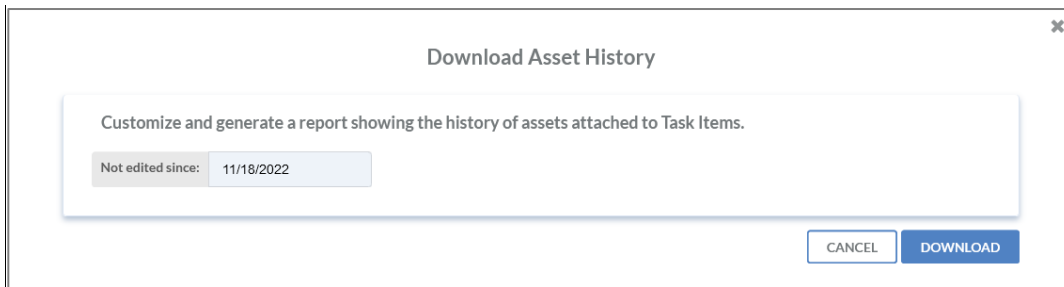 Download Asset History
Customize and generate a report showing the history of assets attached to Task Items.
Not edited since: 11/18/2022
CANCEL DOWNLOAD